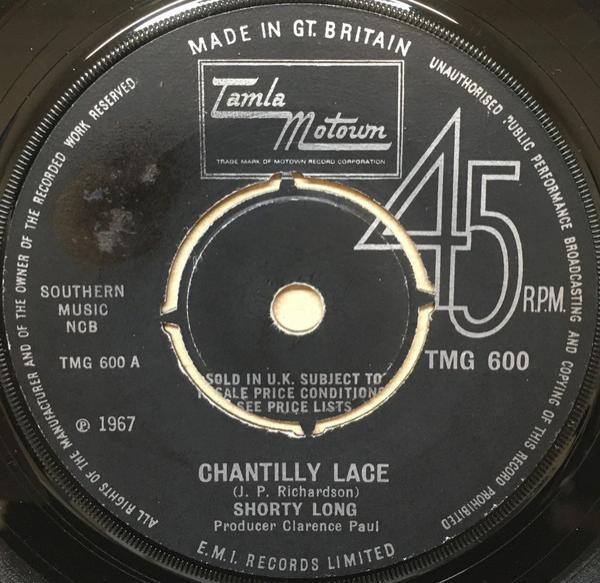 MADE IN GT. BRITAIN
UNAUTHORISED PUBLIC PERFORMANCE BROADCASTING AND COPYING OF THIS RECORD PROHIBITED
ALL RIGHTS OF THE MANUFACTURER AND OF THE OWNER OF THE RECORDED WORK RESERVED
Tamla
Motown
TRADE MARK OF MOTOWN RECORD CORPORATION
45
R.P.M.
SOUTHERN
MUSIC
NCB
TMG 600 A
TMG 600
℗ 1967
SOLD IN U.K. SUBJECT TO
PRICE CONDITIONS
SEE PRICE LISTS
CHANTILLY LACE
(J. P. Richardson)
SHORTY LONG
Producer Clarence Paul
E.M.I. RECORDS LIMITED